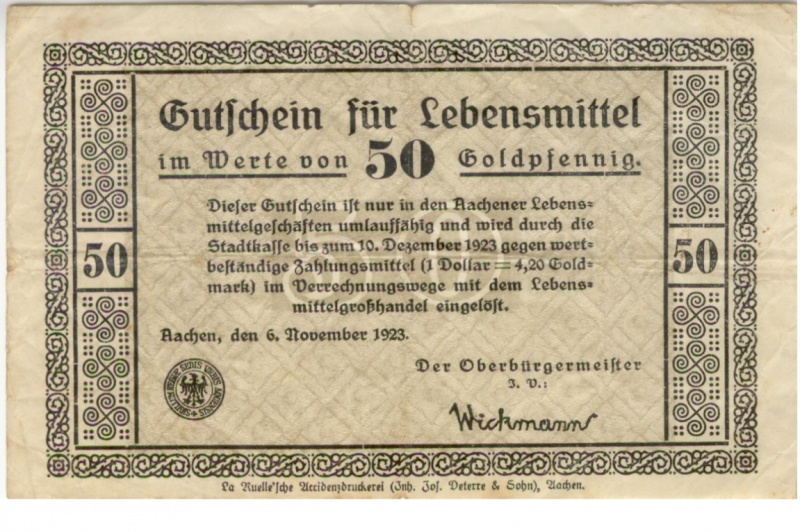 Gutschein für Lebensmittel
im Werte von 50 Goldpfennig.
Dieser Gutschein ist nur in den Aachener Lebens=
mittelgeschäften umlauffähig und wird durch die
Stadtkasse bis zum 10. Dezember 1923 gegen wert=
beständige Zahlungsmittel (1 Dollar = 4,20 Gold=
mark) im Verrechnungswege mit dem Lebens=
mittelgroßhandel eingelöst.
50
50
Aachen, den 6. November 1923.
Der Oberbürgermeister
I. V.:
Wickmann
La Ruelle'sche Accidenzdruckerei (Inh. Jos. Deterre & Sohn), Aachen.